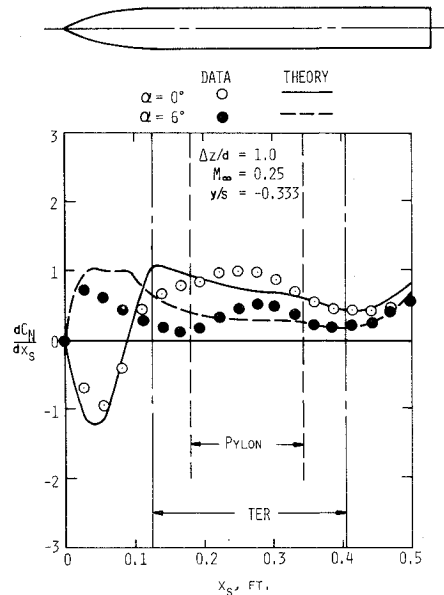 DATA THEORY
α = 0°
α = 6°
Δz/d = 1.0
M∞ = 0.25
y/s = -0.333
3
2
1
0
-1
-2
-3
dC_N
dx_S
PYLON
TER
0 0.1 0.2 0.3 0.4 0.5
X_S, FT.